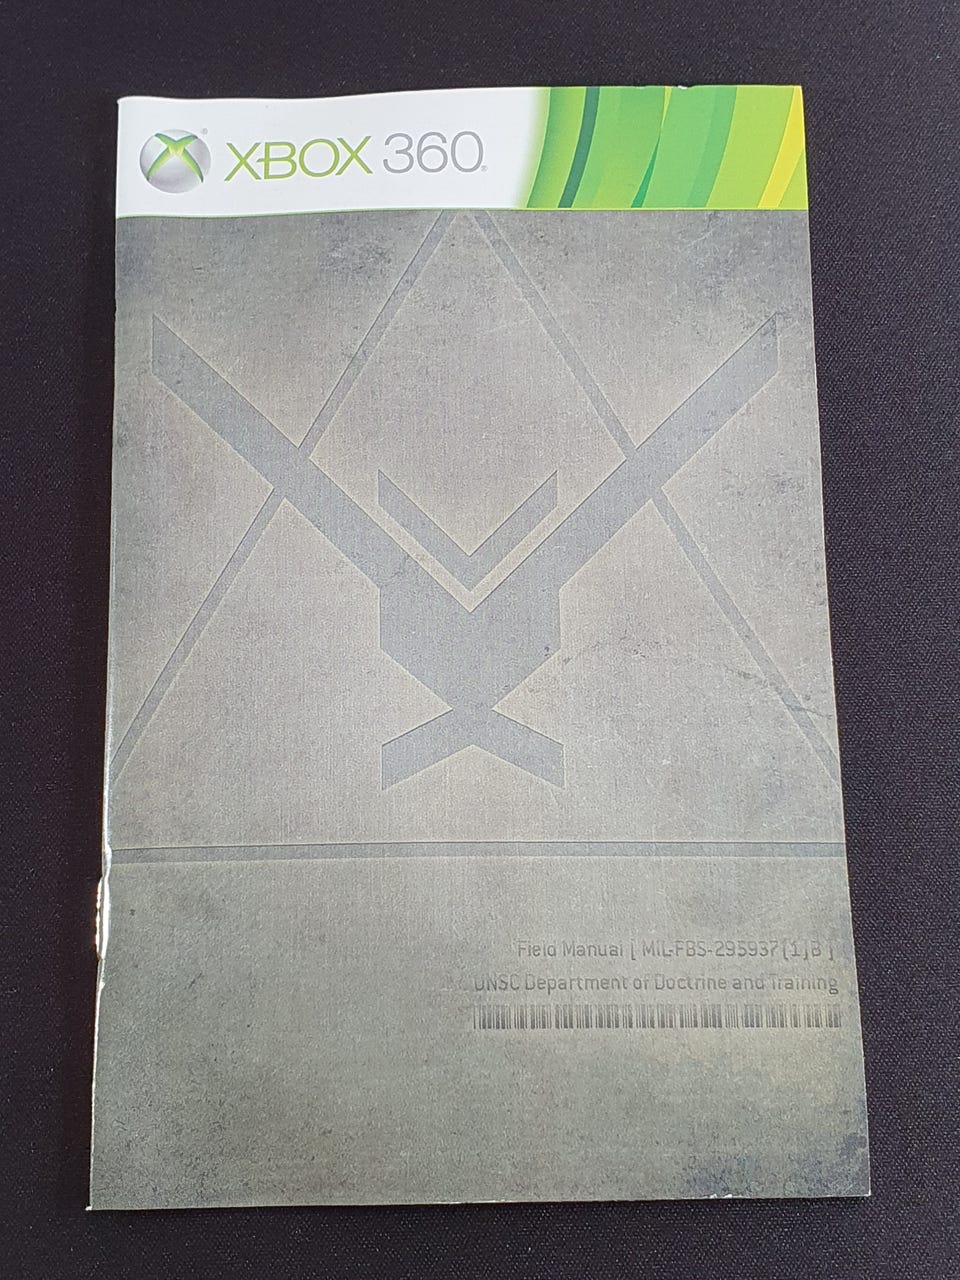 XBOX 360®
Field Manual [ MIL-FBS-295937(1)B ]
UNSC Department of Doctrine and Training